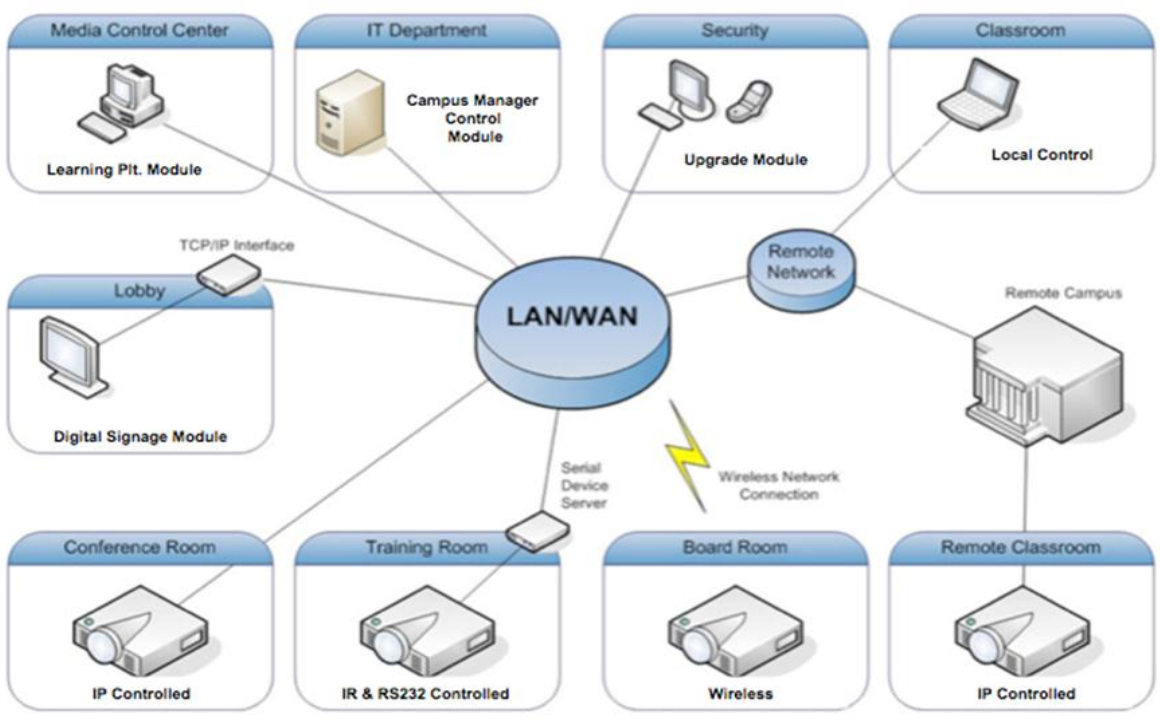 Media Control Center
IT Department
Security
Classroom
Campus Manager
Control
Module
Learning Plt. Module
Upgrade Module
Local Control
TCP/IP Interface
Remote
Network
Lobby
LAN/WAN
Remote Campus
Digital Signage Module
Serial
Device
Server
Wireless Network
Connection
Conference Room
Training Room
Board Room
Remote Classroom
IP Controlled
IR & RS232 Controlled
Wireless
IP Controlled